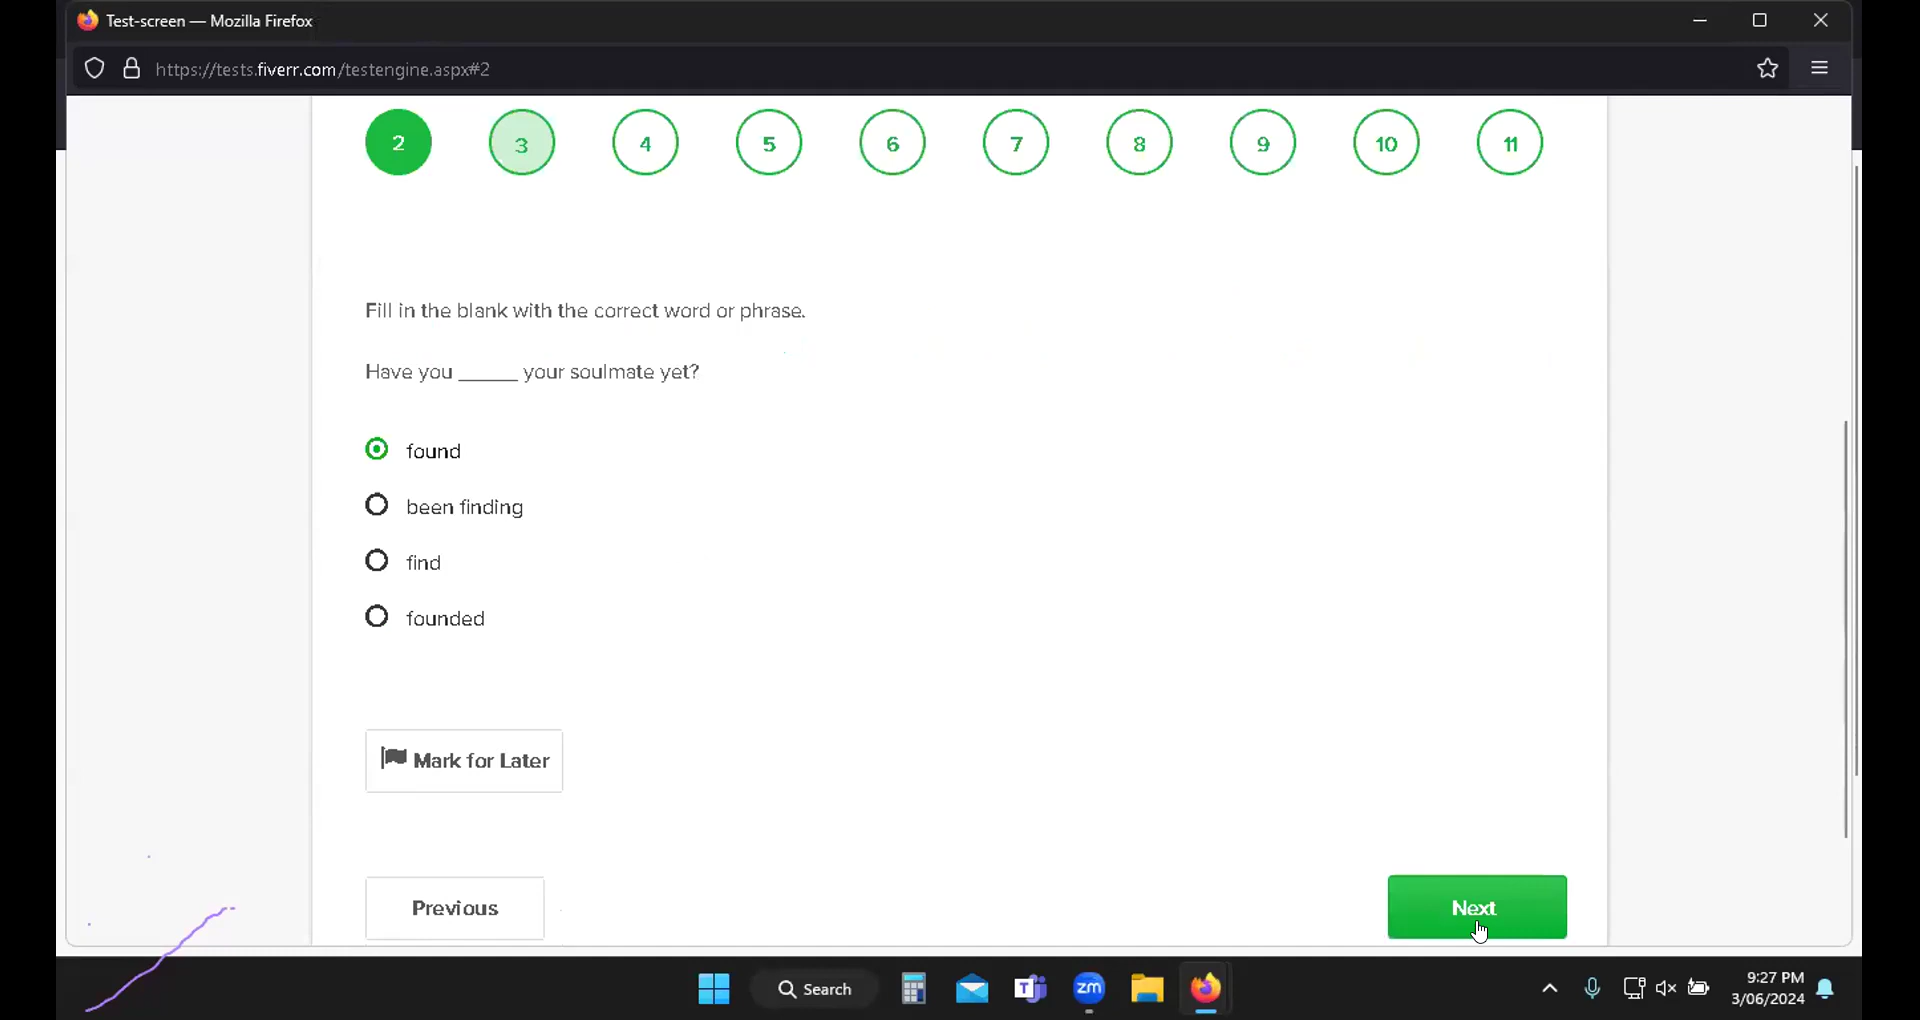 Test-screen — Mozilla Firefox
https://tests.fiverr.com/testengine.aspx#2
2 3 4 5 6 7 8 9 10 11
Fill in the blank with the correct word or phrase.
Have you ______ your soulmate yet?
found
been finding
find
founded
Mark for Later
Previous
Next
Search
T
zm
9:27 PM
3/06/2024